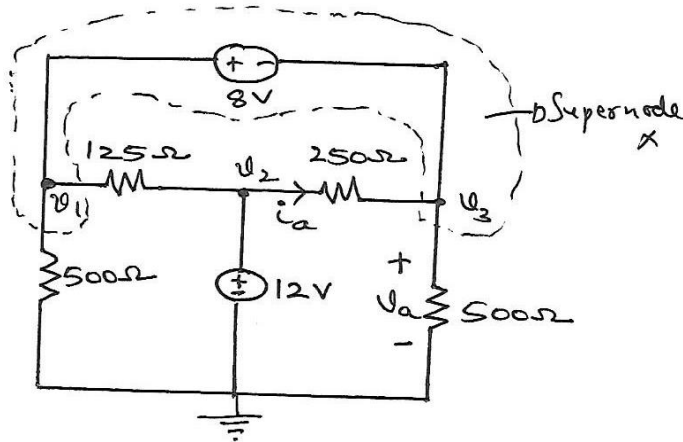 + -
8V
Supernode
125Ω
v2
250Ω
v1
ia
v3
500Ω
+
-
12V
+
va
-
500Ω